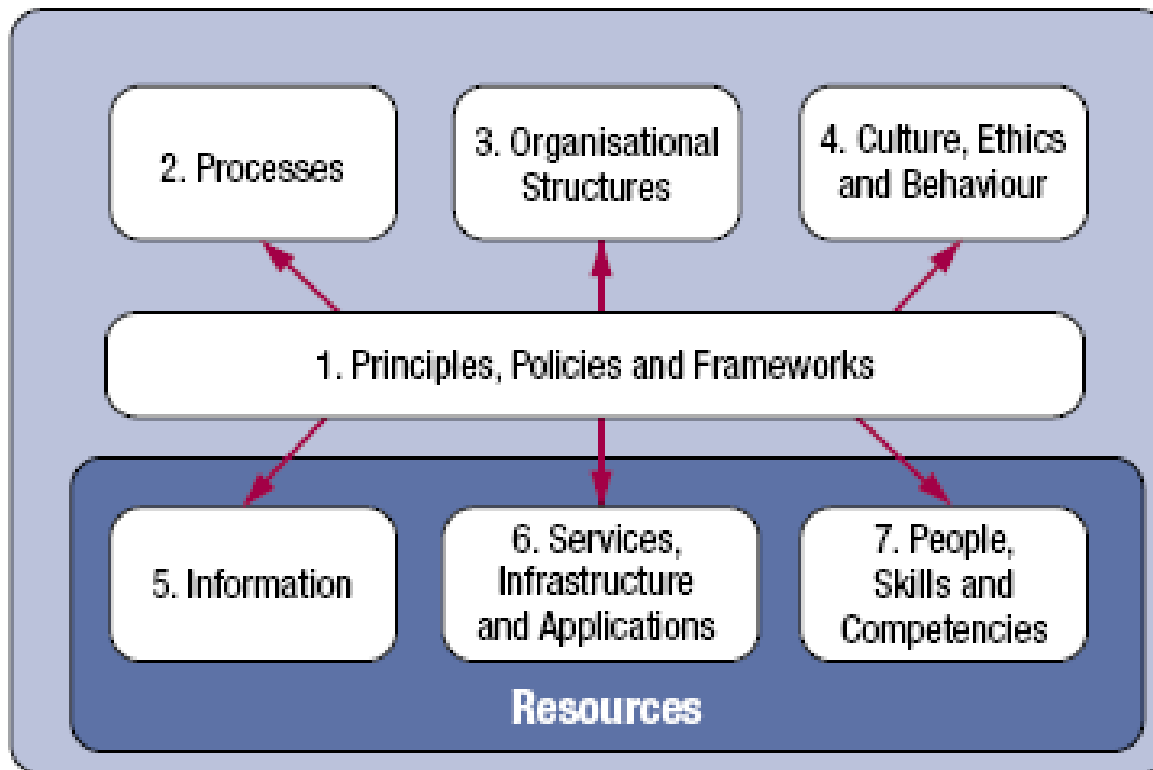 2. Processes
3. Organisational
Structures
4. Culture, Ethics
and Behaviour
1. Principles, Policies and Frameworks
5. Information
6. Services,
Infrastructure
and Applications
7. People,
Skills and
Competencies
Resources